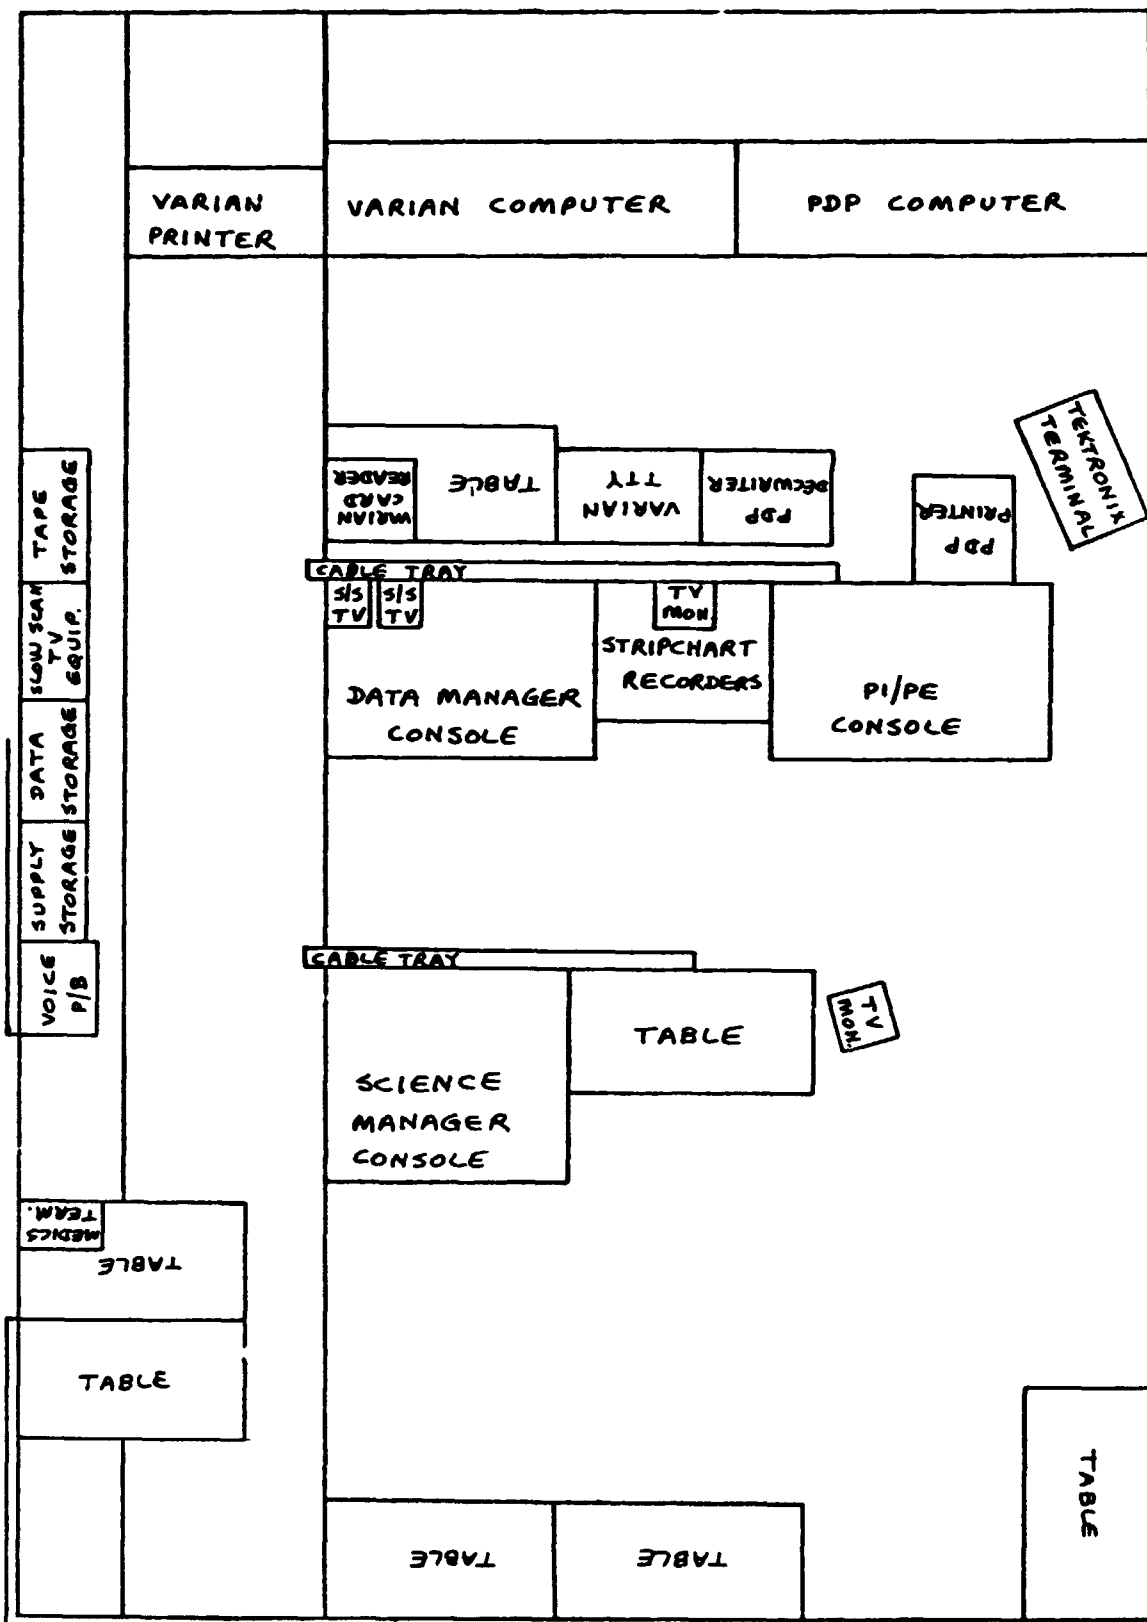 VARIAN
PRINTER
VARIAN COMPUTER
PDP COMPUTER
TEKTRONIX
TERMINAL
VARIAN
CARD
READER
TABLE
VARIAN
TTY
PDP
DECWRITER
PDP
PRINTER
TAPE
STORAGE
CABLE TRAY
S/S
TV
S/S
TV
TV
MON.
SLOW SCAN
TV
EQUIP.
STRIPCHART
RECORDERS
DATA MANAGER
CONSOLE
PI/PE
CONSOLE
DATA
STORAGE
SUPPLY
STORAGE
VOICE
P/B
CABLE TRAY
TABLE
TV
MON.
SCIENCE
MANAGER
CONSOLE
MEDICS
TERM.
TABLE
TABLE
TABLE
TABLE
TABLE